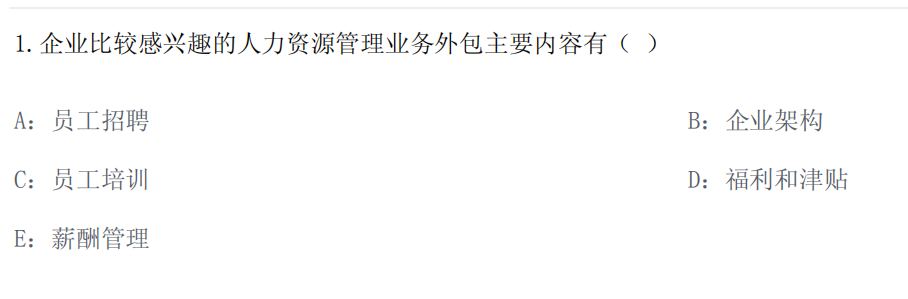 1.企业比较感兴趣的人力资源管理业务外包主要内容有（ ）
A: 员工招聘 B: 企业架构
C: 员工培训 D: 福利和津贴
E: 薪酬管理